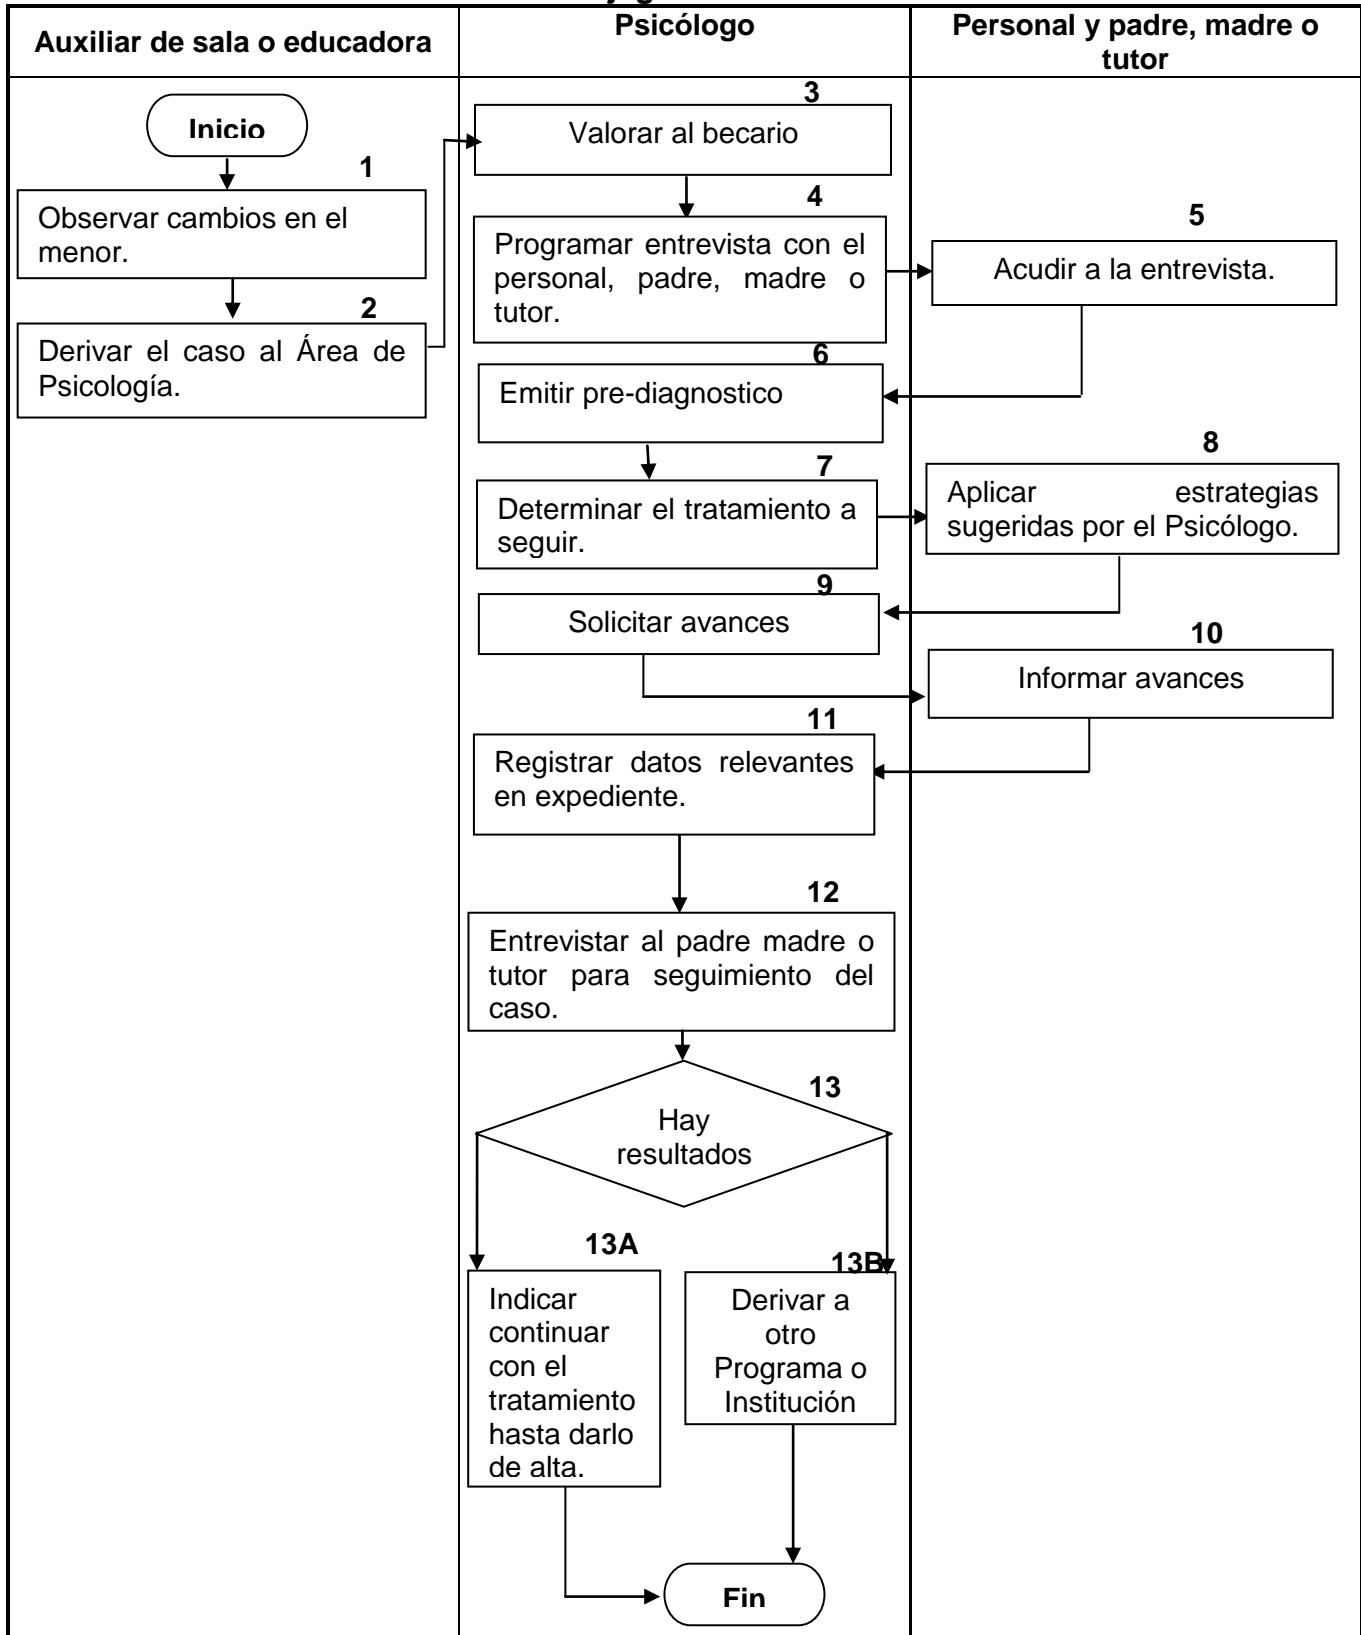 Auxiliar de sala o educadora
Psicólogo
Personal y padre, madre o
tutor
Inicio
1
Observar cambios en el
menor.
2
Derivar el caso al Área de
Psicología.
3
Valorar al becario
4
Programar entrevista con el
personal, padre, madre o
tutor.
5
Acudir a la entrevista.
6
Emitir pre-diagnostico
7
Determinar el tratamiento a
seguir.
8
Aplicar estrategias
sugeridas por el Psicólogo.
9
Solicitar avances
10
Informar avances
11
Registrar datos relevantes
en expediente.
12
Entrevistar al padre madre o
tutor para seguimiento del
caso.
13
Hay
resultados
13A
Indicar
continuar
con el
tratamiento
hasta darlo
de alta.
13B
Derivar a
otro
Programa o
Institución
Fin